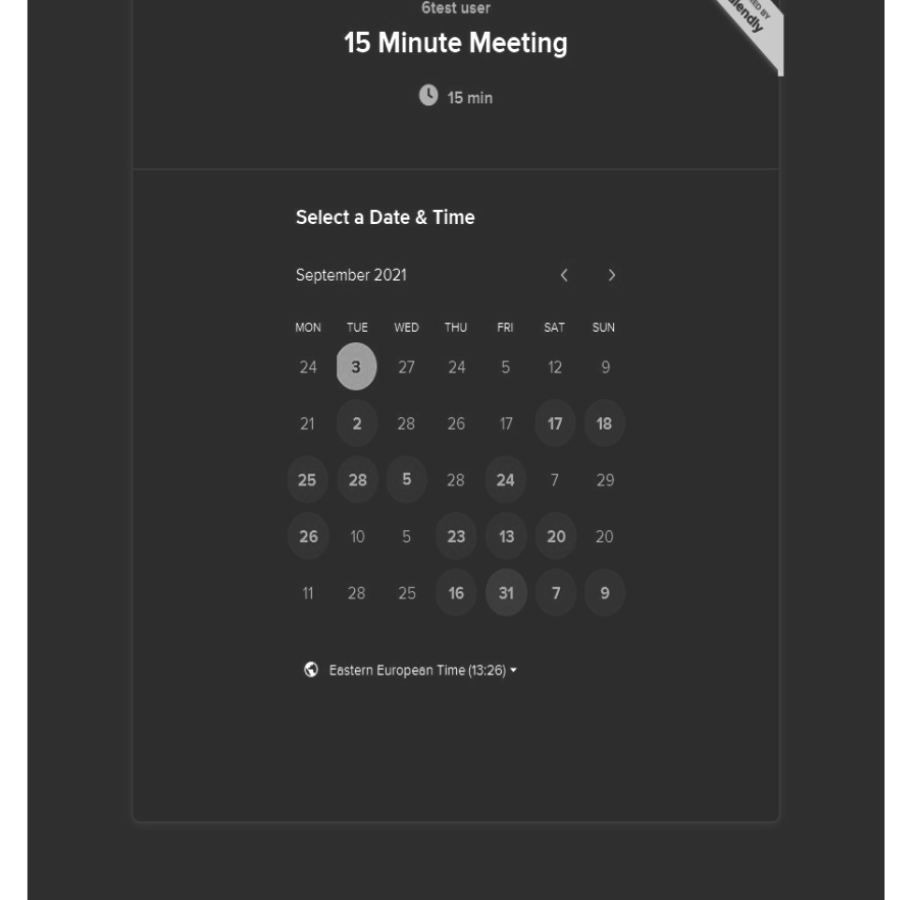 6test user
15 Minute Meeting
15 min
Select a Date & Time
September 2021
MON TUE WED THU FRI SAT SUN
24 3 27 24 5 12 9
21 2 28 26 17 17 18
25 28 5 28 24 7 29
26 10 5 23 13 20 20
11 28 25 16 31 7 9
Eastern European Time (13:26)